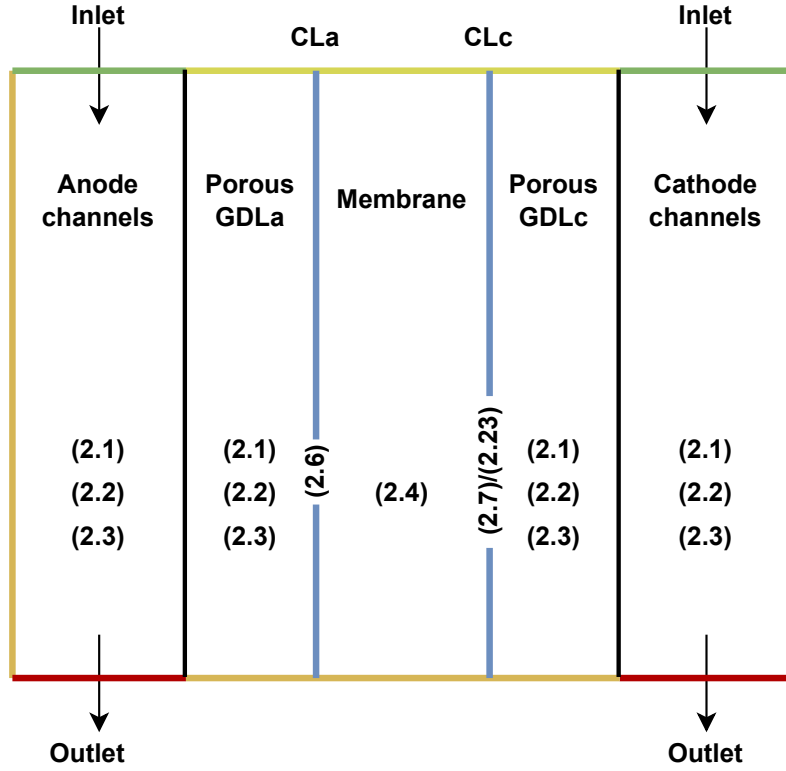 Inlet
Inlet
CLa
CLc
Anode
channels
Porous
GDLa
Membrane
Porous
GDLc
Cathode
channels
(2.1)
(2.2)
(2.3)
(2.1)
(2.2)
(2.3)
(2.6)
(2.4)
(2.7)/(2.23)
(2.1)
(2.2)
(2.3)
(2.1)
(2.2)
(2.3)
Outlet
Outlet